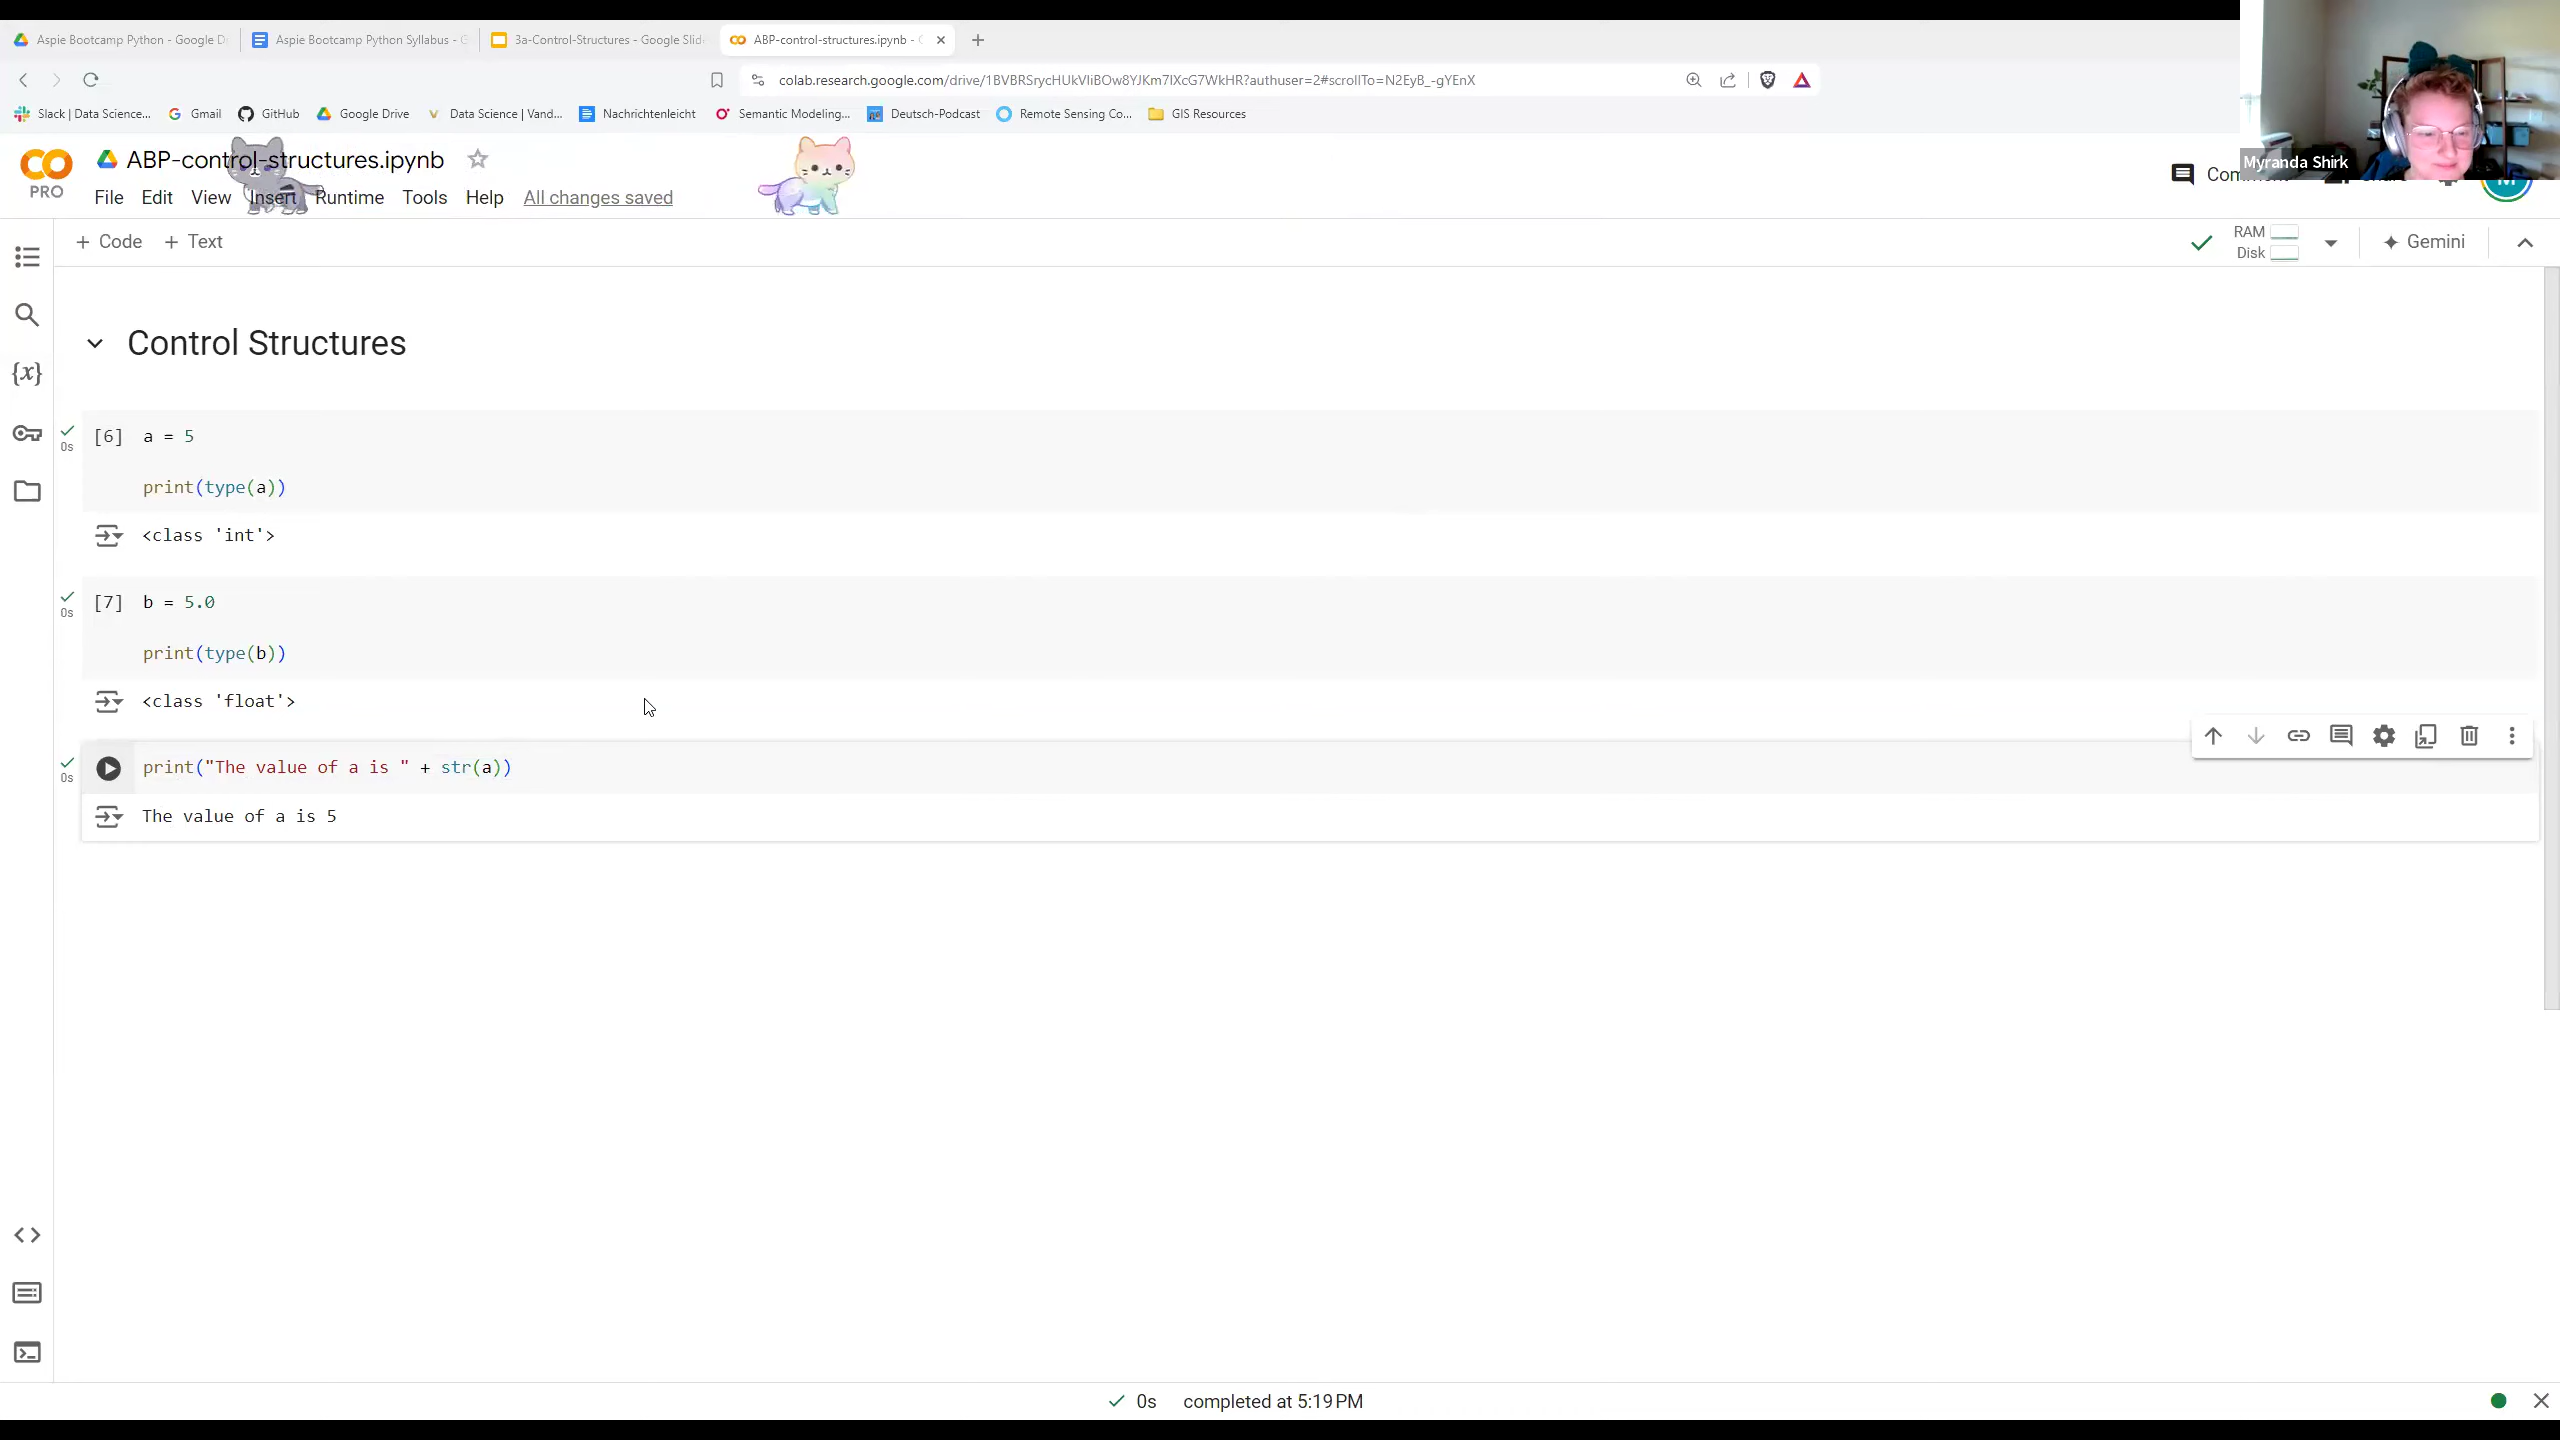 Aspie Bootcamp Python - Google D
Aspie Bootcamp Python Syllabus - G
3a-Control-Structures - Google Slide
ABP-control-structures.ipynb -
colab.research.google.com/drive/1BVBRSrycHUkVIiBOw8YJKm7IXcG7WkHR?authuser=2#scrollTo=N2EyB_-gYEnX
Slack | Data Science...
Gmail
GitHub
Google Drive
Data Science | Vand...
Nachrichtenleicht
Semantic Modeling...
Deutsch-Podcast
Remote Sensing Co...
GIS Resources
Myranda Shirk
PRO
ABP-control-structures.ipynb
File Edit View Insert Runtime Tools Help All changes saved
+ Code + Text
RAM
Disk
Gemini
Control Structures
{x}
0s
[6] a = 5
print(type(a))
<class 'int'>
0s
[7] b = 5.0
print(type(b))
<class 'float'>
0s
print("The value of a is " + str(a))
The value of a is 5
0s completed at 5:19 PM